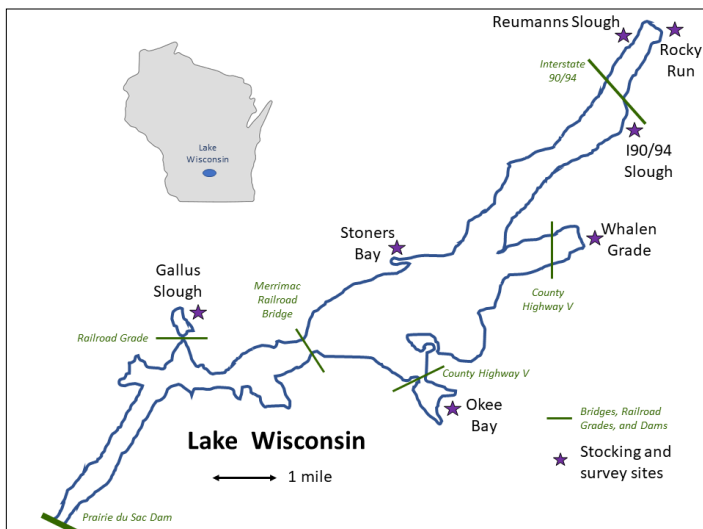 Reumanns Slough
Rocky
Run
Interstate
90/94
I90/94
Slough
Lake
Wisconsin
Stoners
Bay
Whalen
Grade
Gallus
Slough
Merrimac
Railroad
Bridge
County
Highway V
Railroad Grade
County Highway V
Okee
Bay
Bridges, Railroad
Grades, and Dams
Lake Wisconsin
Stocking and
survey sites
1 mile
Prairie du Sac Dam